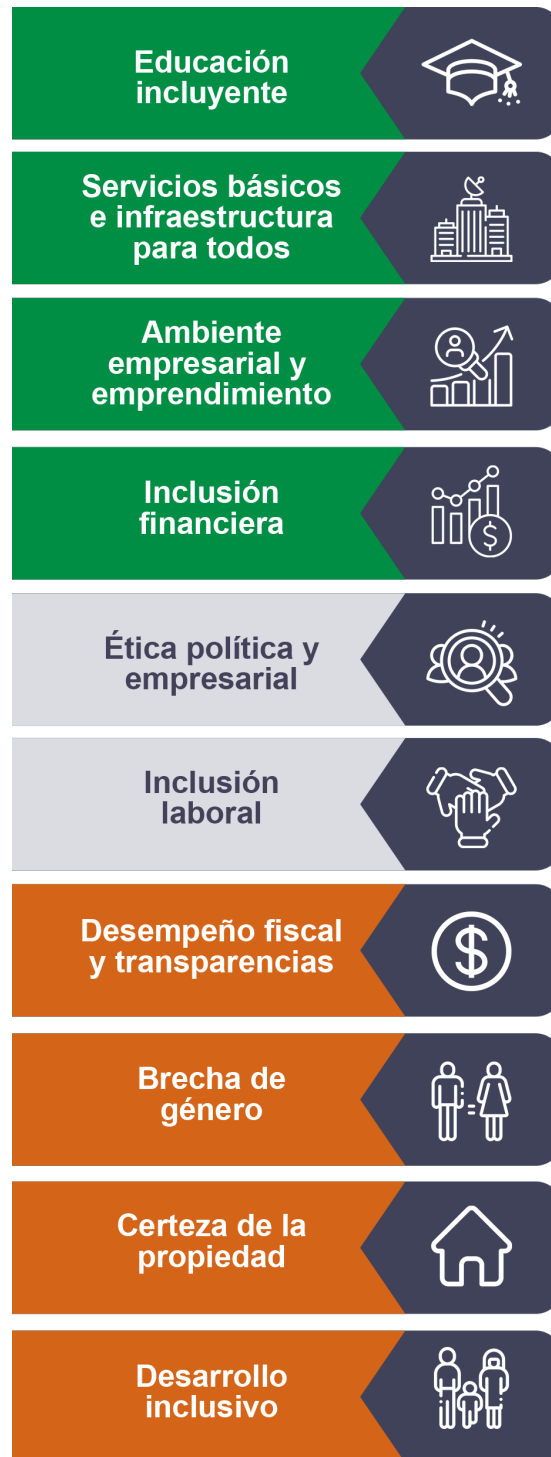 Educación
incluyente
Servicios básicos
e infraestructura
para todos
Ambiente
empresarial y
emprendimiento
Inclusión
financiera
Ética política y
empresarial
Inclusión
laboral
Desempeño fiscal
y transparencias
Brecha de
género
Certeza de la
propiedad
Desarrollo
inclusivo